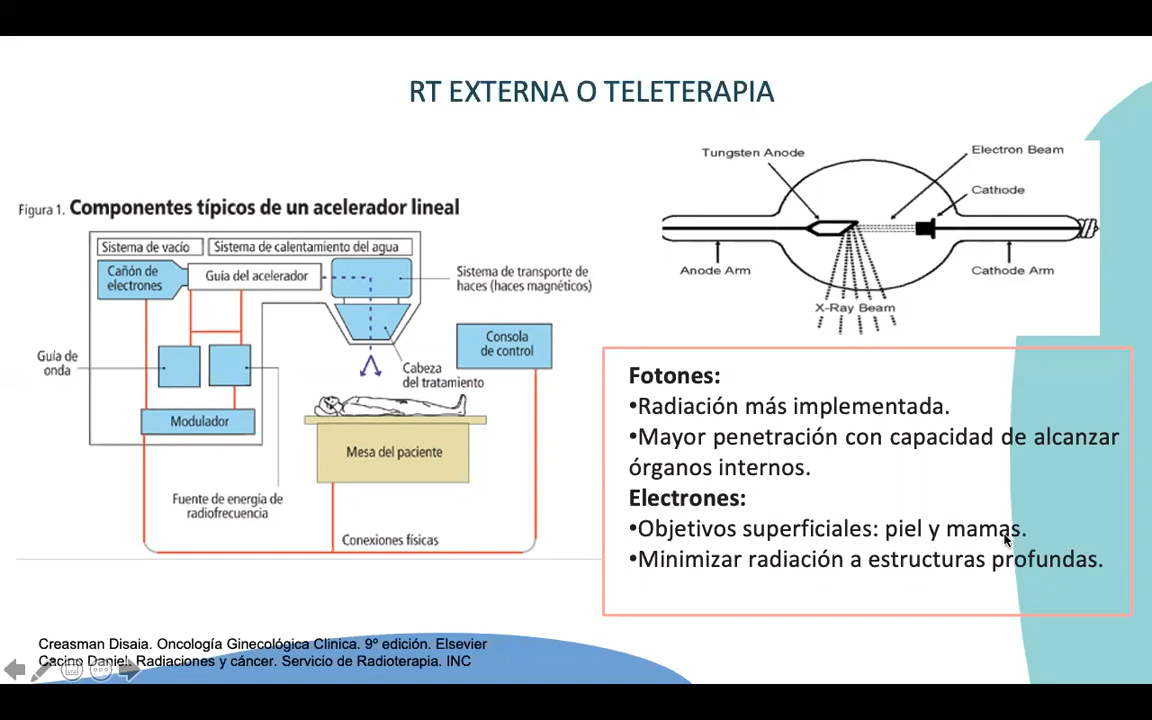 RT EXTERNA O TELETERAPIA
Figura 1. Componentes típicos de un acelerador lineal
Sistema de vacío
Sistema de calentamiento del agua
Cañón de
electrones
Guía del acelerador
Sistema de transporte de
haces (haces magnéticos)
Guía de
onda
Consola
de control
Cabeza
del tratamiento
Modulador
Mesa del paciente
Fuente de energía de
radiofrecuencia
Conexiones físicas
Tungsten Anode
Electron Beam
Cathode
Anode Arm
Cathode Arm
X-Ray Beam
Fotones:
•Radiación más implementada.
•Mayor penetración con capacidad de alcanzar
órganos internos.
Electrones:
•Objetivos superficiales: piel y mamas.
•Minimizar radiación a estructuras profundas.
Creasman Disaia. Oncología Ginecológica Clinica. 9º edición. Elsevier
Cacino Daniel. Radiaciones y cáncer. Servicio de Radioterapia. INC